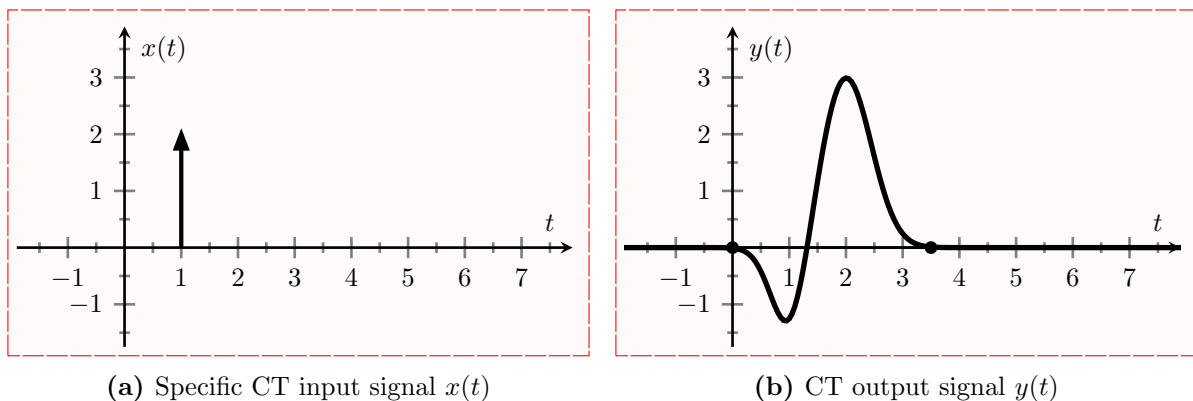 x(t)
3
2
1
t
−1 1 2 3 4 5 6 7
−1
(a) Specific CT input signal x(t)
y(t)
3
2
1
t
−1 1 2 3 4 5 6 7
−1
(b) CT output signal y(t)